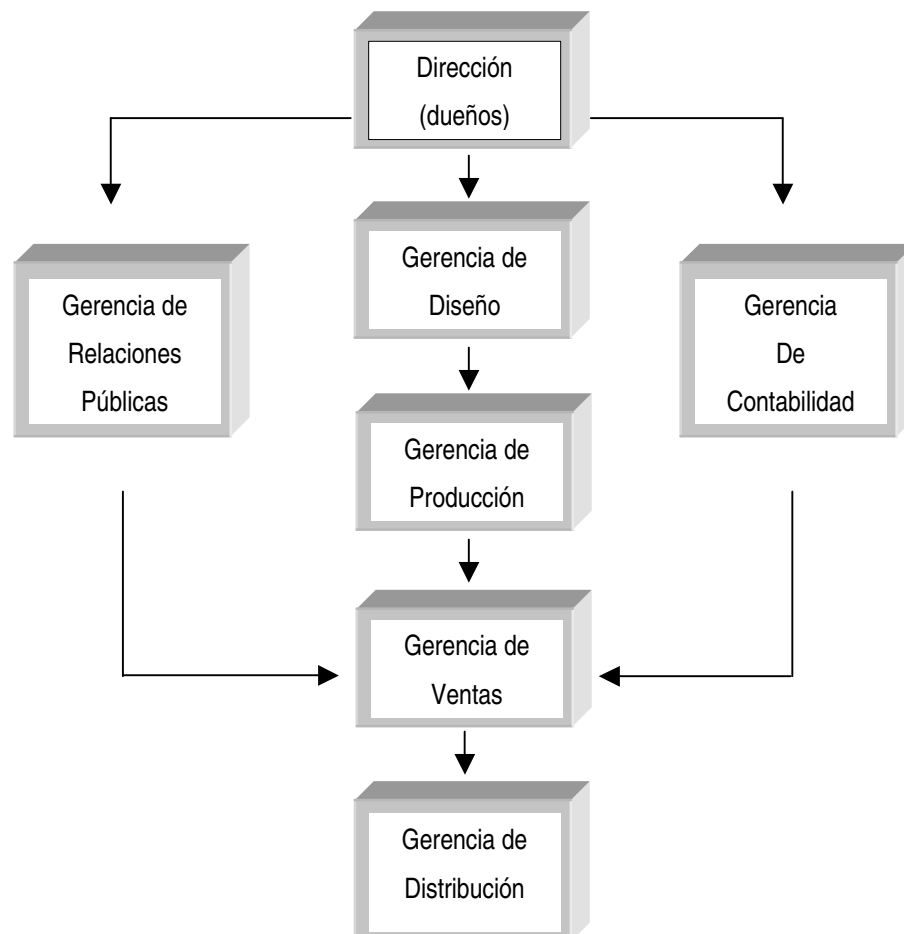 Dirección
(dueños)
Gerencia de
Diseño
Gerencia de
Relaciones
Públicas
Gerencia
De
Contabilidad
Gerencia de
Producción
Gerencia de
Ventas
Gerencia de
Distribución